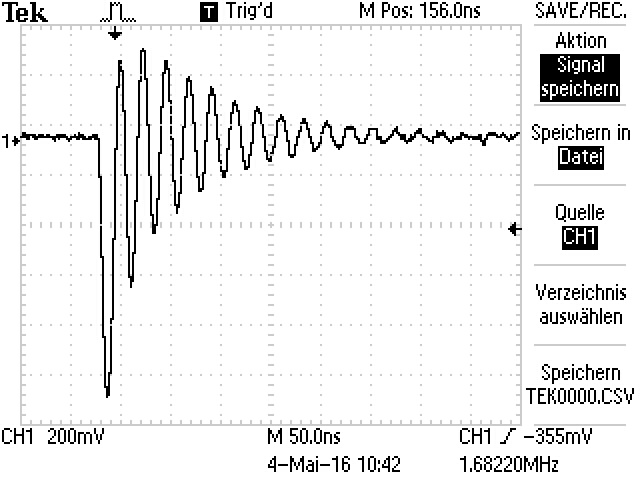 Tek T Trig'd M Pos: 156.0ns SAVE/REC.
Aktion
Signal
speichern
Speichern in
Datei
Quelle
CH1
Verzeichnis
auswählen
Speichern
TEK0000.CSV
1
CH1 200mV M 50.0ns CH1 -355mV
4-Mai-16 10:42 1.68220MHz